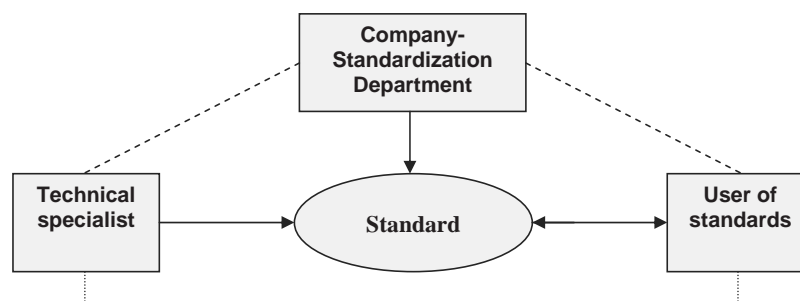 Company-
Standardization
Department
Technical
specialist
Standard
User of
standards